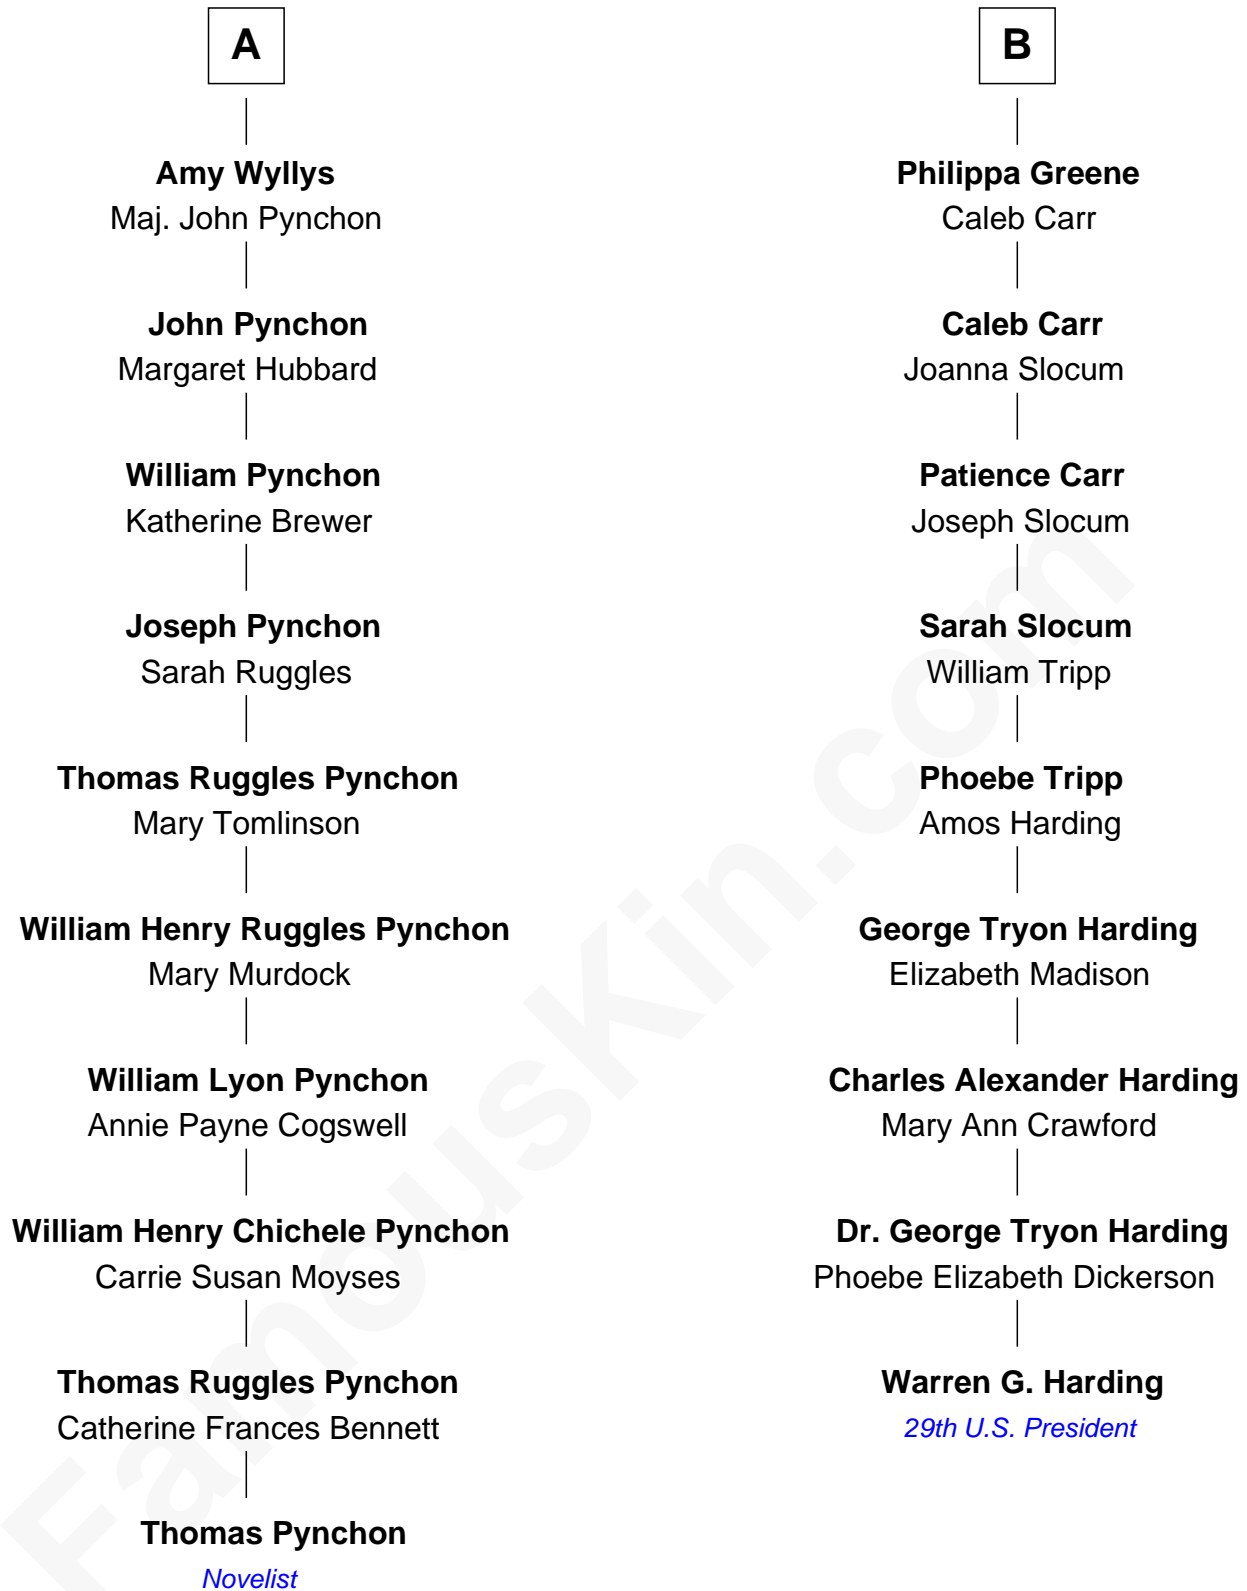 A
Amy Wyllys
Maj. John Pynchon
John Pynchon
Margaret Hubbard
William Pynchon
Katherine Brewer
Joseph Pynchon
Sarah Ruggles
Thomas Ruggles Pynchon
Mary Tomlinson
William Henry Ruggles Pynchon
Mary Murdock
William Lyon Pynchon
Annie Payne Cogswell
William Henry Chichele Pynchon
Carrie Susan Moyses
Thomas Ruggles Pynchon
Catherine Frances Bennett
Thomas Pynchon
Novelist
B
Philippa Greene
Caleb Carr
Caleb Carr
Joanna Slocum
Patience Carr
Joseph Slocum
Sarah Slocum
William Tripp
Phoebe Tripp
Amos Harding
George Tryon Harding
Elizabeth Madison
Charles Alexander Harding
Mary Ann Crawford
Dr. George Tryon Harding
Phoebe Elizabeth Dickerson
Warren G. Harding
29th U.S. President
FamousKin.com